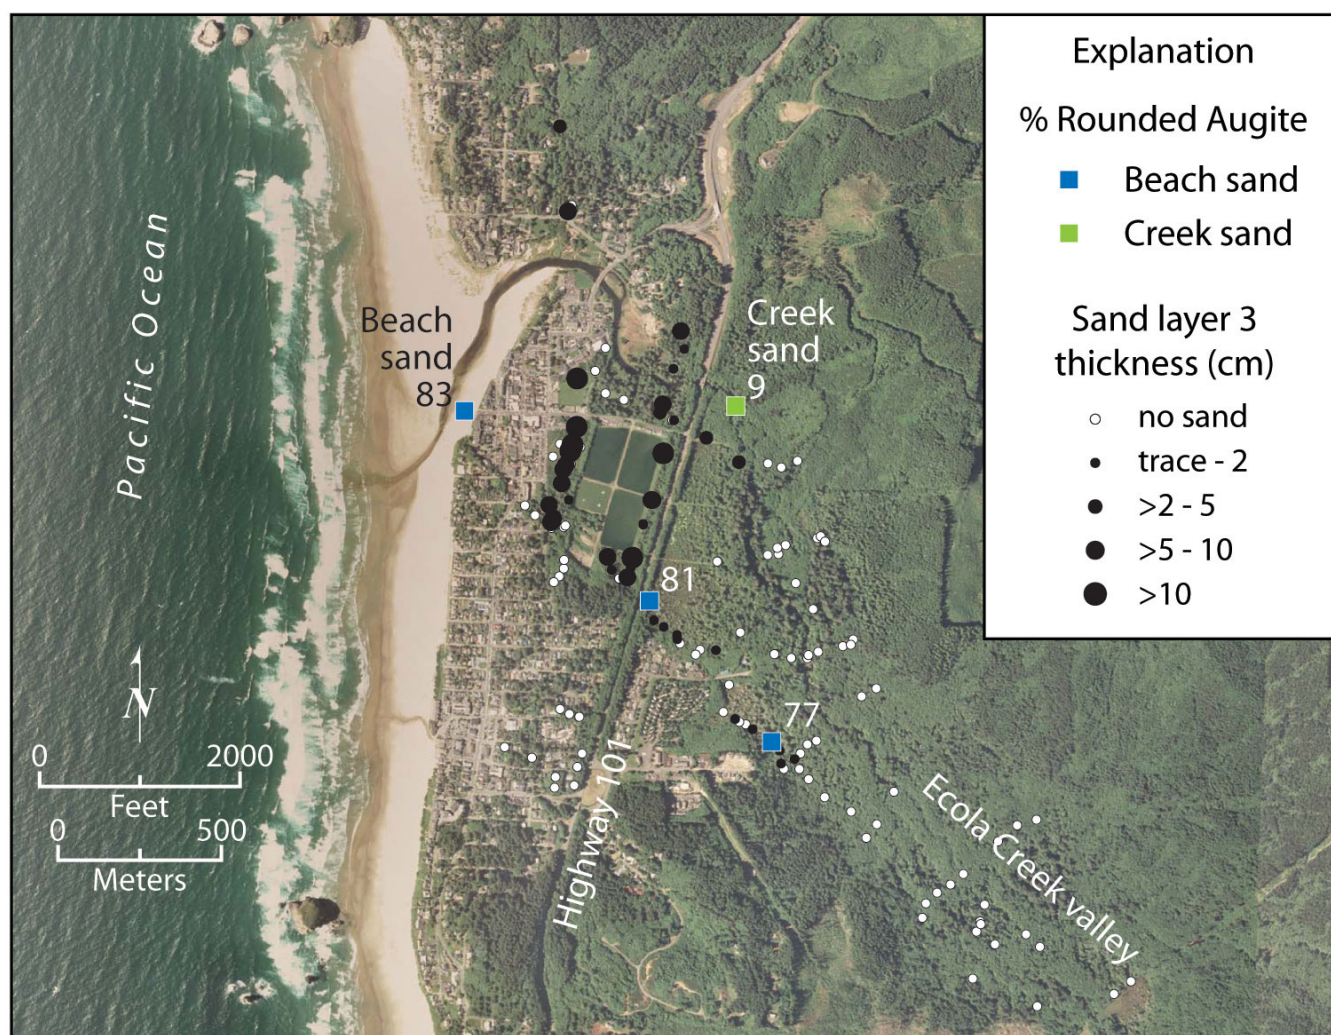 Explanation
% Rounded Augite
Beach sand
Creek sand
Sand layer 3
thickness (cm)
no sand
trace - 2
>2 - 5
>5 - 10
>10
Pacific Ocean
Beach
sand
83
Creek
sand
9
81
77
N
0 2000
Feet
0 500
Meters
Highway 101
Ecola Creek valley